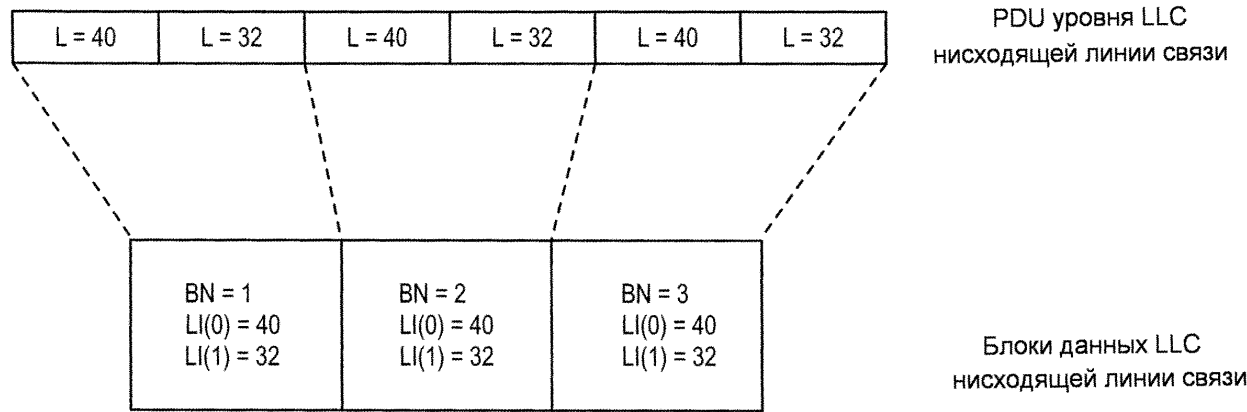 L = 40
L = 32
L = 40
L = 32
L = 40
L = 32
PDU уровня LLC
нисходящей линии связи
BN = 1
LI(0) = 40
LI(1) = 32
BN = 2
LI(0) = 40
LI(1) = 32
BN = 3
LI(0) = 40
LI(1) = 32
Блоки данных LLC
нисходящей линии связи